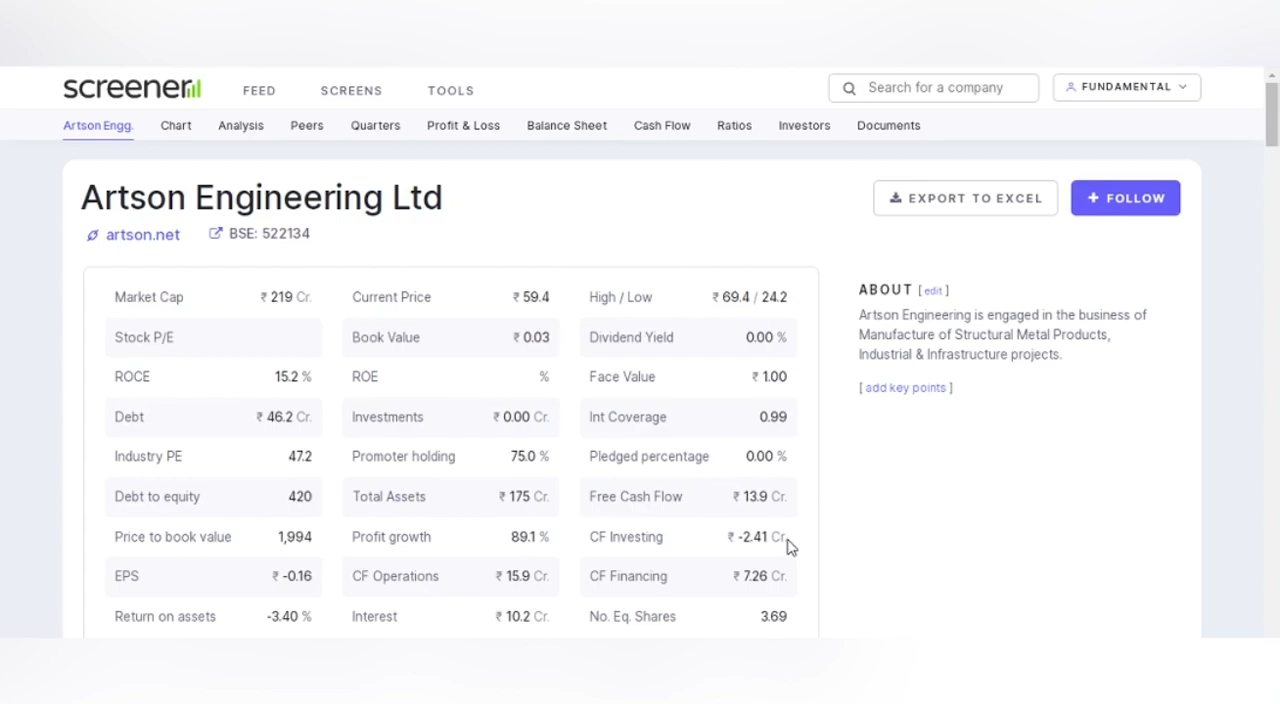 screener FEED SCREENS TOOLS Search for a company FUNDAMENTAL
Artson Engg. Chart Analysis Peers Quarters Profit & Loss Balance Sheet Cash Flow Ratios Investors Documents
Artson Engineering Ltd EXPORT TO EXCEL + FOLLOW
artson.net BSE: 522134
Market Cap ₹ 219 Cr. Current Price ₹ 59.4 High / Low ₹ 69.4 / 24.2
Stock P/E Book Value ₹ 0.03 Dividend Yield 0.00 %
ROCE 15.2 % ROE % Face Value ₹ 1.00
Debt ₹ 46.2 Cr. Investments ₹ 0.00 Cr. Int Coverage 0.99
Industry PE 47.2 Promoter holding 75.0 % Pledged percentage 0.00 %
Debt to equity 420 Total Assets ₹ 175 Cr. Free Cash Flow ₹ 13.9 Cr.
Price to book value 1,994 Profit growth 89.1 % CF Investing ₹ -2.41 Cr.
EPS ₹ -0.16 CF Operations ₹ 15.9 Cr. CF Financing ₹ 7.26 Cr.
Return on assets -3.40 % Interest ₹ 10.2 Cr. No. Eq. Shares 3.69
ABOUT [ edit ]
Artson Engineering is engaged in the business of
Manufacture of Structural Metal Products,
Industrial & Infrastructure projects.
[ add key points ]